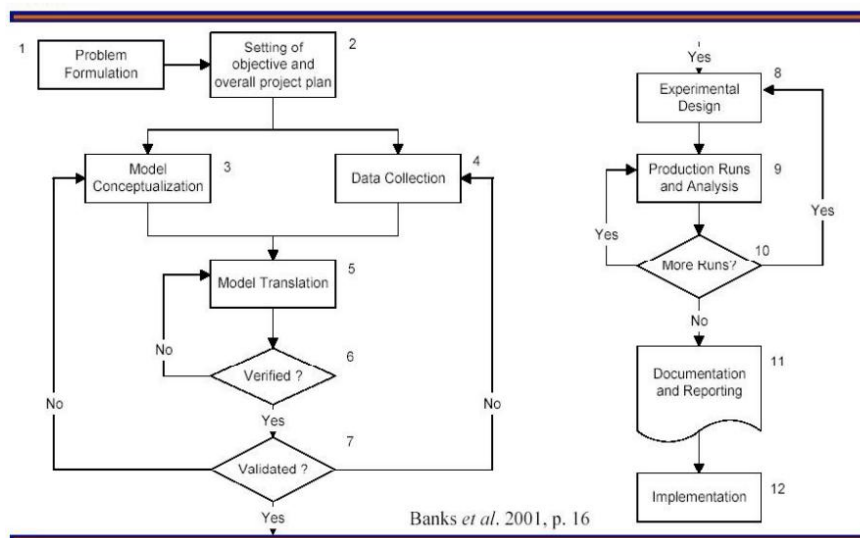 1
Problem
Formulation
2
Setting of
objective and
overall project plan
3
Model
Conceptualization
4
Data Collection
5
Model Translation
No
6
Verified ?
Yes
No
No
7
Validated ?
Yes
Yes
8
Experimental
Design
9
Production Runs
and Analysis
Yes
Yes
10
More Runs?
No
11
Documentation
and Reporting
12
Implementation
Banks et al. 2001, p. 16